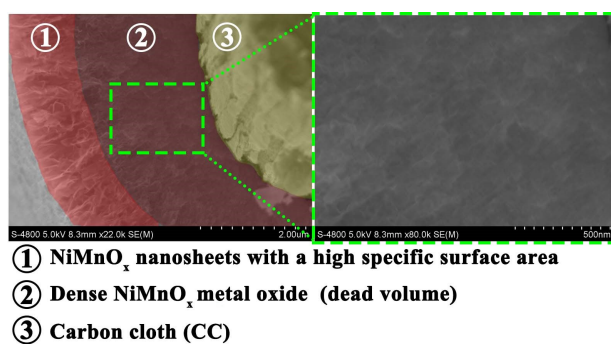 ① ② ③
S-4800 5.0kV 8.3mm x22.0k SE(M) 2.00um
S-4800 5.0kV 8.3mm x80.0k SE(M) 500nm
① NiMnOₓ nanosheets with a high specific surface area
② Dense NiMnOₓ metal oxide (dead volume)
③ Carbon cloth (CC)